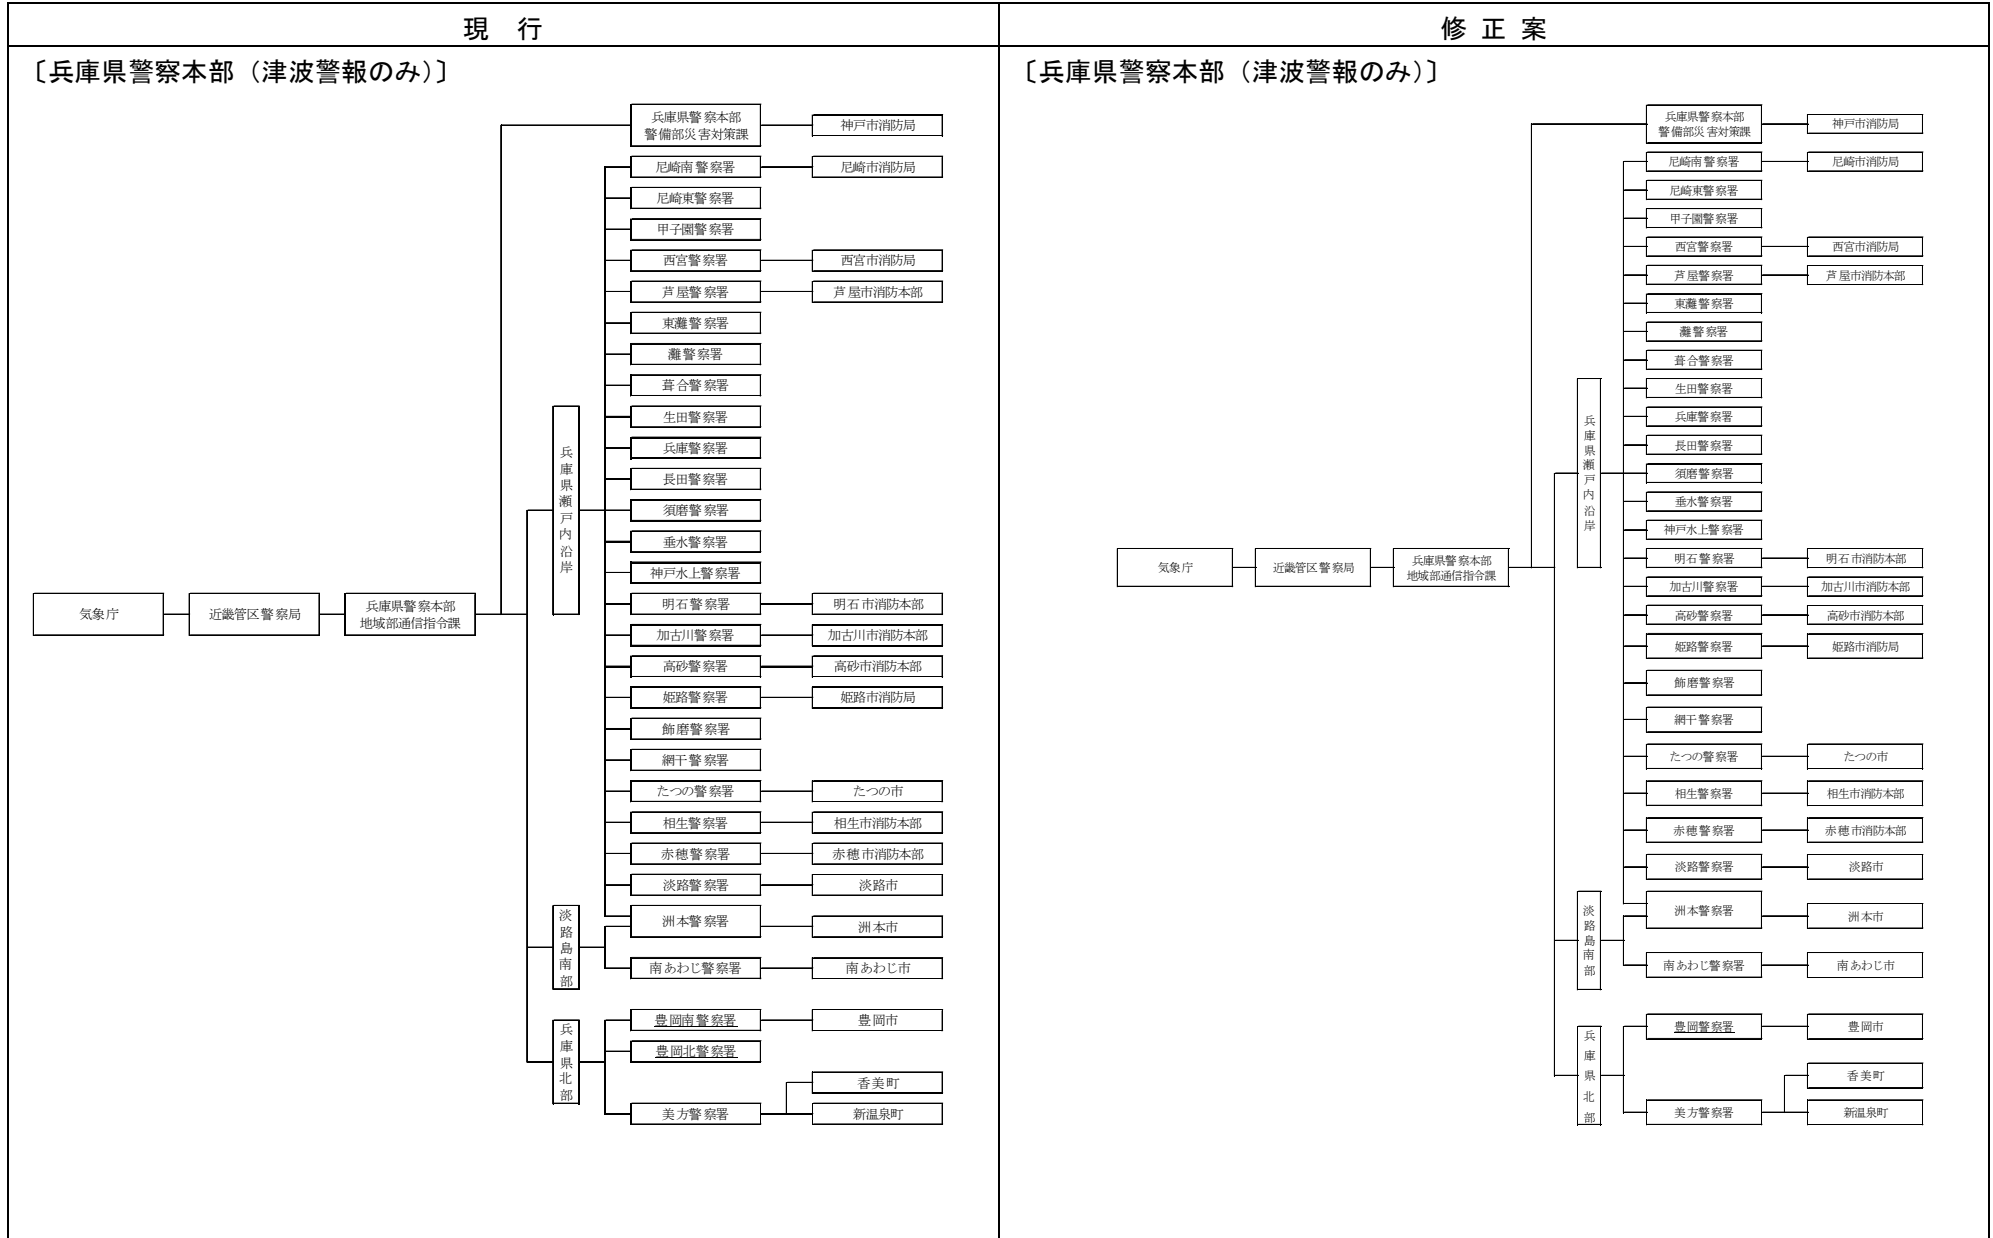 現 行
〔兵庫県警察本部（津波警報のみ）〕
兵庫県警察本部
警備部災害対策課
神戸市消防局
尼崎南警察署
尼崎市消防局
尼崎東警察署
甲子園警察署
西宮警察署
西宮市消防局
芦屋警察署
芦屋市消防本部
東灘警察署
灘警察署
葺合警察署
生田警察署
兵庫警察署
長田警察署
須磨警察署
垂水警察署
神戸水上警察署
兵庫県瀬戸内沿岸
明石警察署
明石市消防本部
気象庁
近畿管区警察局
兵庫県警察本部
地域部通信指令課
加古川警察署
加古川市消防本部
高砂警察署
高砂市消防本部
姫路警察署
姫路市消防局
飾磨警察署
網干警察署
たつの警察署
たつの市
相生警察署
相生市消防本部
赤穂警察署
赤穂市消防本部
淡路警察署
淡路市
淡路島南部
洲本警察署
洲本市
南あわじ警察署
南あわじ市
兵庫県北部
豊岡南警察署
豊岡市
豊岡北警察署
香美町
美方警察署
新温泉町
修 正 案
〔兵庫県警察本部（津波警報のみ）〕
兵庫県警察本部
警備部災害対策課
神戸市消防局
尼崎南警察署
尼崎市消防局
尼崎東警察署
甲子園警察署
西宮警察署
西宮市消防局
芦屋警察署
芦屋市消防本部
東灘警察署
灘警察署
葺合警察署
生田警察署
兵庫警察署
長田警察署
須磨警察署
垂水警察署
神戸水上警察署
兵庫県瀬戸内沿岸
気象庁
近畿管区警察局
兵庫県警察本部
地域部通信指令課
明石警察署
明石市消防本部
加古川警察署
加古川市消防本部
高砂警察署
高砂市消防本部
姫路警察署
姫路市消防局
飾磨警察署
網干警察署
たつの警察署
たつの市
相生警察署
相生市消防本部
赤穂警察署
赤穂市消防本部
淡路警察署
淡路市
淡路島南部
洲本警察署
洲本市
南あわじ警察署
南あわじ市
兵庫県北部
豊岡警察署
豊岡市
香美町
美方警察署
新温泉町